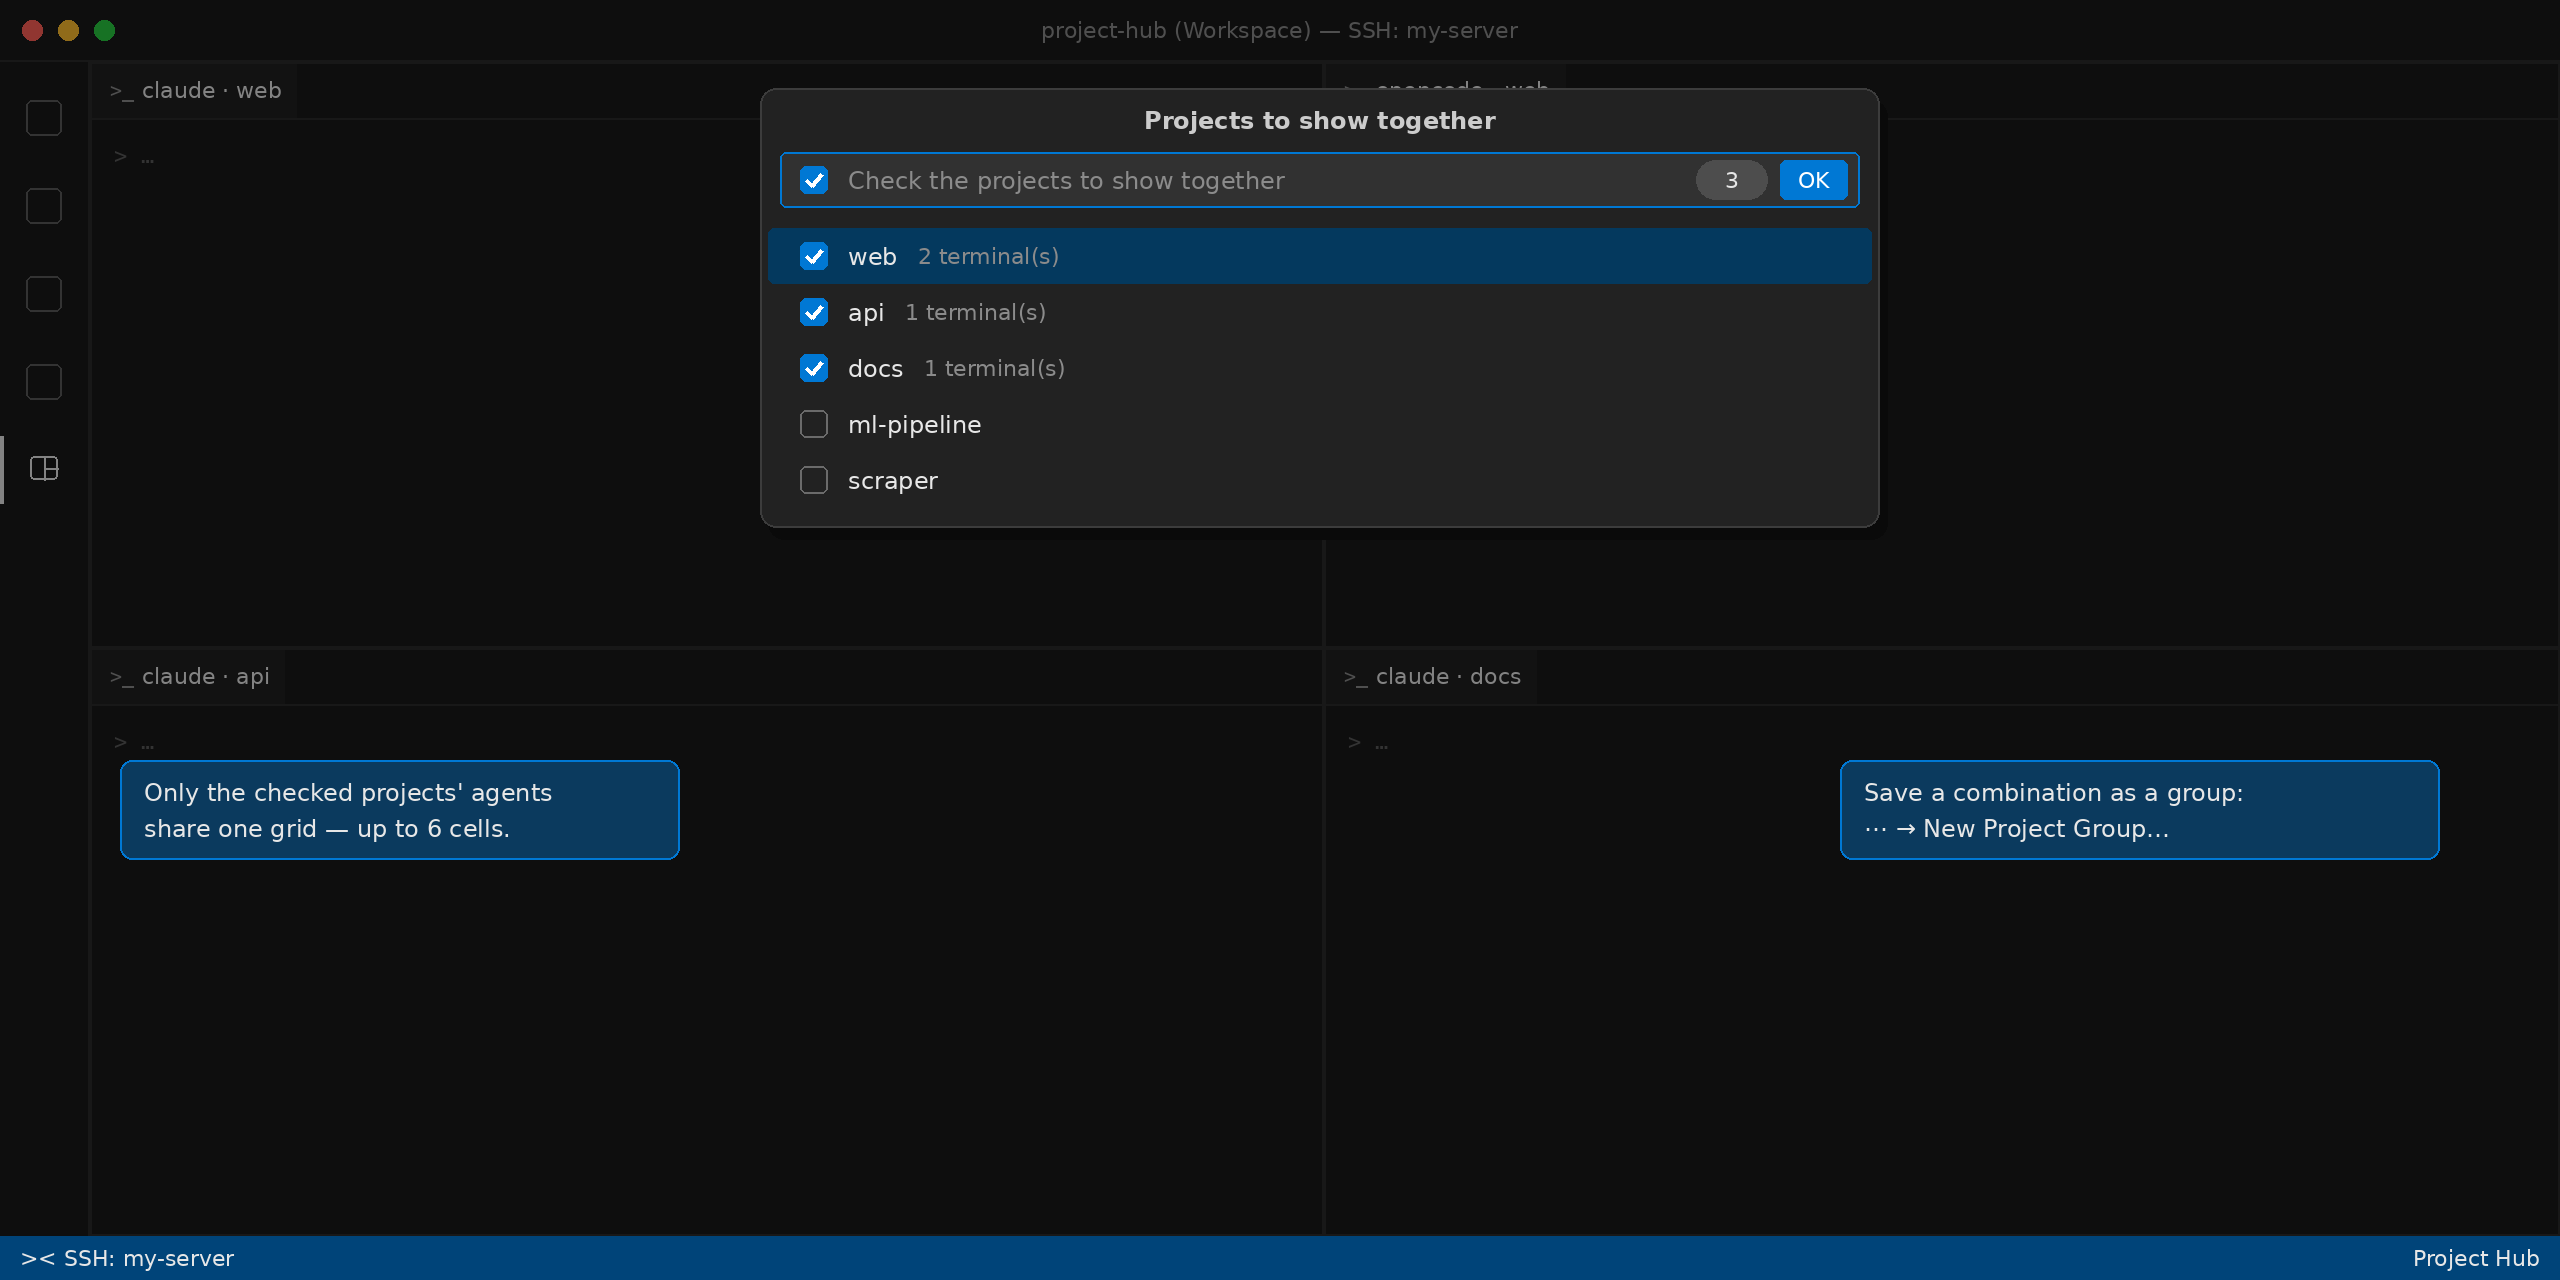 project-hub (Workspace) — SSH: my-server
>_ claude · web
> …
Projects to show together
Check the projects to show together 3 OK
web 2 terminal(s)
api 1 terminal(s)
docs 1 terminal(s)
ml-pipeline
scraper
>_ claude · api
>_ claude · docs
> …
> …
Only the checked projects' agents
share one grid — up to 6 cells.
Save a combination as a group:
⋯ → New Project Group…
>< SSH: my-server
Project Hub